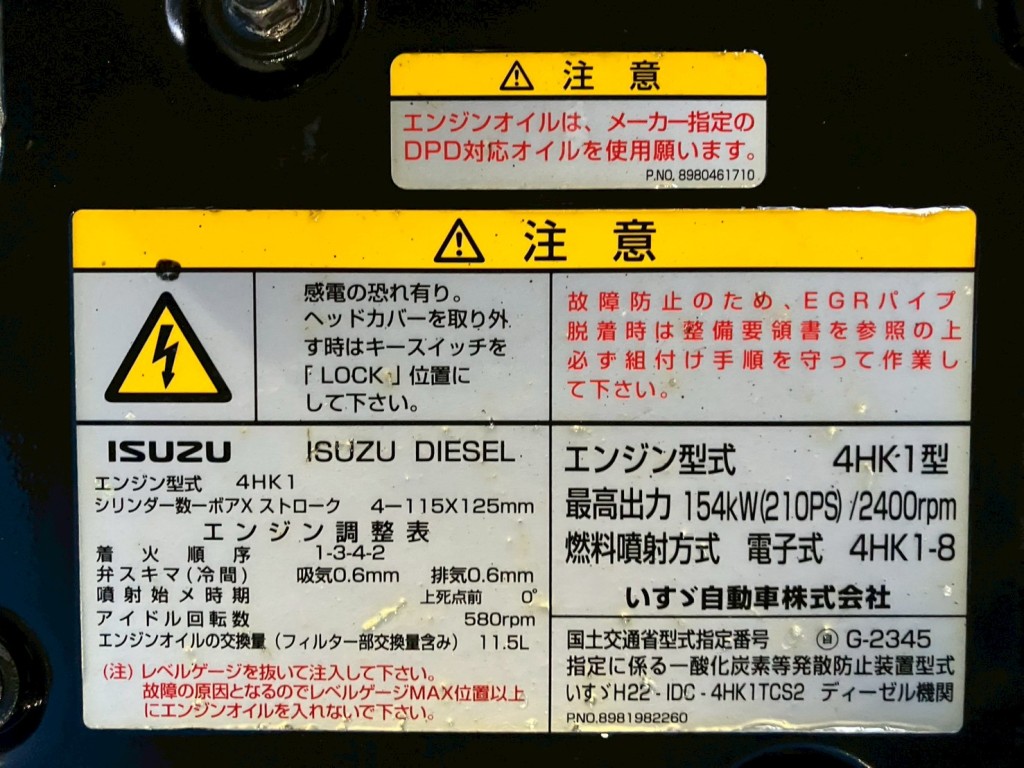 注意
エンジンオイルは、メーカー指定の
DPD対応オイルを使用願います。
P.NO. 8980461710
注意
感電の恐れ有り。
ヘッドカバーを取り外
す時はキースイッチを
「LOCK」位置に
して下さい。
故障防止のため、EGRパイプ
脱着時は整備要領書を参照の上
必ず組付け手順を守って作業し
て下さい。
ISUZU ISUZU DIESEL
エンジン型式 4HK1
シリンダー数ーボアX ストローク 4－115X125mm
エンジン調整表
着火順序 1-3-4-2
弁スキマ(冷間) 吸気0.6mm 排気0.6mm
噴射始メ時期 上死点前 0°
アイドル回転数 580rpm
エンジンオイルの交換量（フィルター部交換量含み） 11.5L
(注) レベルゲージを抜いて注入して下さい。
故障の原因となるのでレベルゲージMAX位置以上
にエンジンオイルを入れないで下さい。
エンジン型式 4HK-1型
最高出力 154kW(210PS)/2400rpm
燃料噴射方式 電子式 4HK1-8
いすゞ自動車株式会社
国土交通省型式指定番号 G-2345
指定に係る一酸化炭素等発散防止装置型式
いすゞH22-IDC-4HK1TCS2 ディーゼル機関
P.NO.8981982260